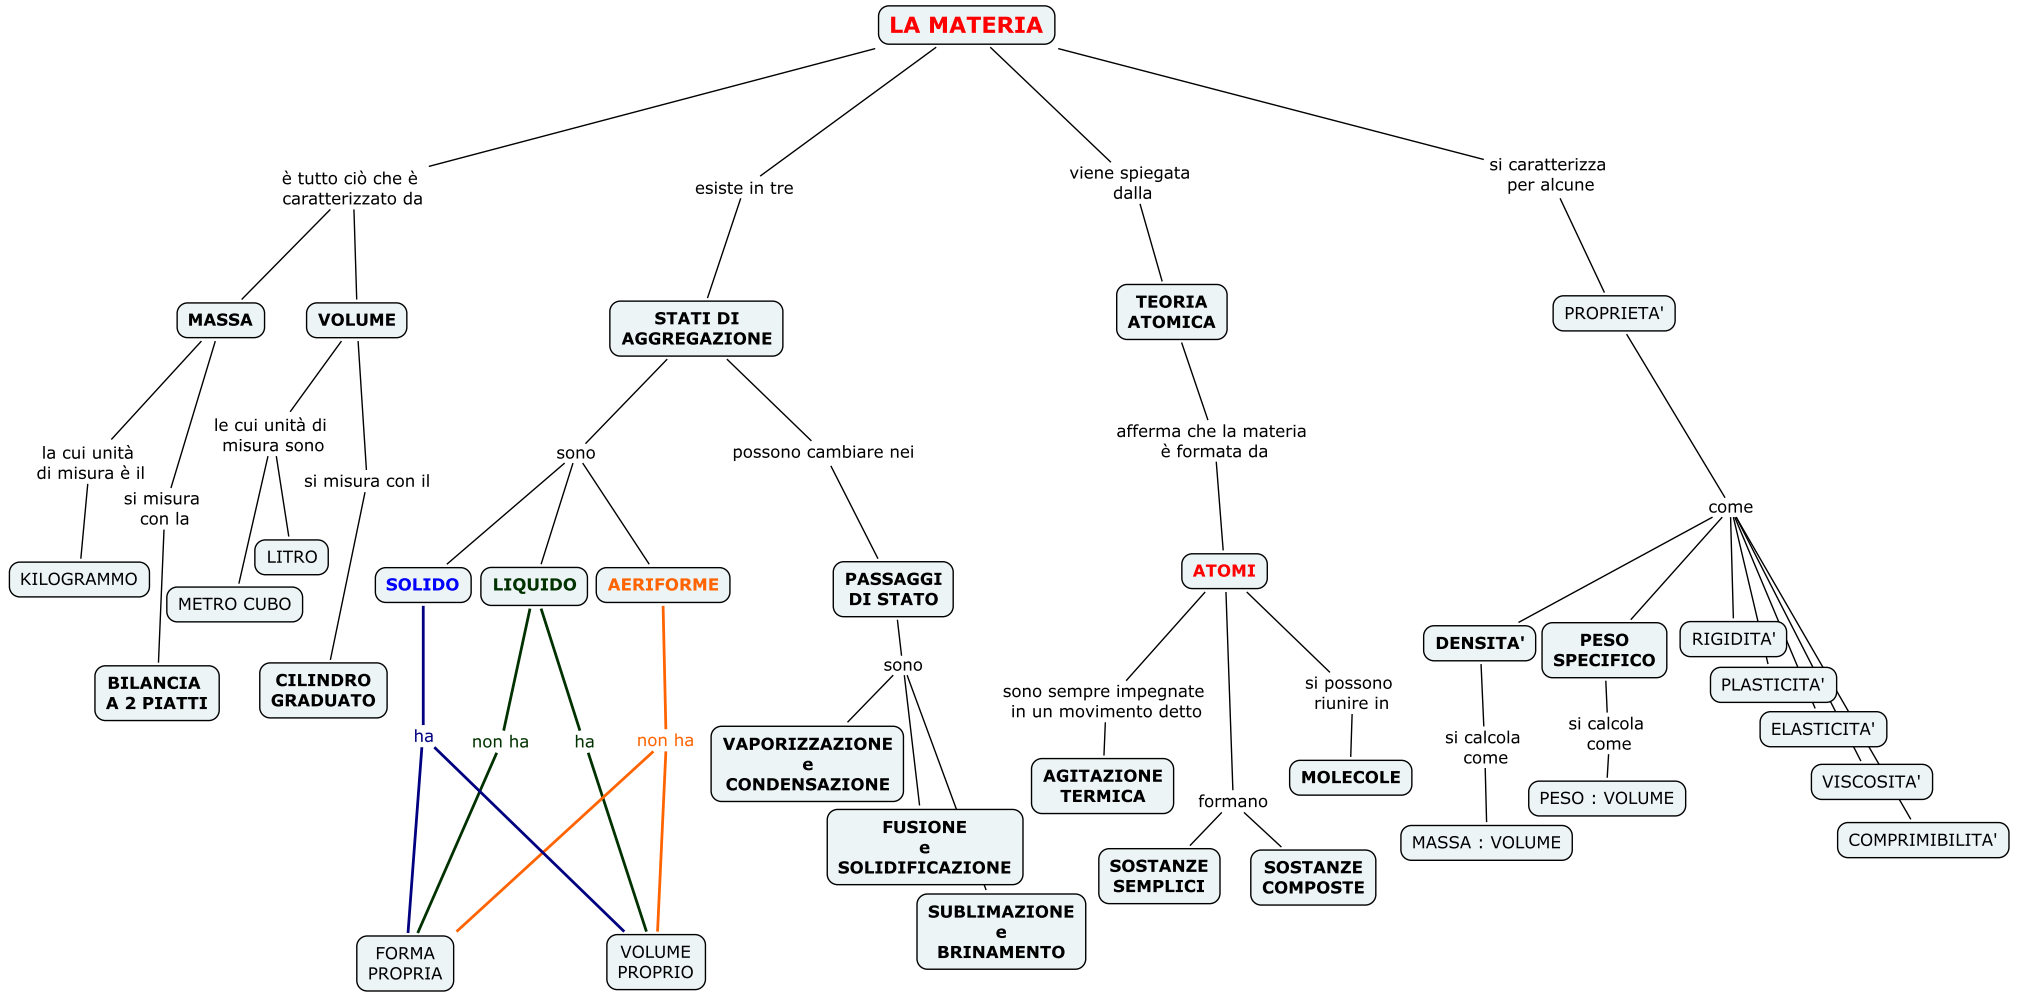 LA MATERIA
è tutto ciò che è
caratterizzato da
esiste in tre
viene spiegata
dalla
si caratterizza
per alcune
MASSA
VOLUME
STATI DI
AGGREGAZIONE
TEORIA
ATOMICA
PROPRIETA'
la cui unità
di misura è il
si misura
con la
le cui unità di
misura sono
si misura con il
KILOGRAMMO
METRO CUBO
LITRO
BILANCIA
A 2 PIATTI
CILINDRO
GRADUATO
sono
possono cambiare nei
SOLIDO
LIQUIDO
AERIFORME
PASSAGGI
DI STATO
ha
non ha
ha
non ha
FORMA
PROPRIA
VOLUME
PROPRIO
sono
VAPORIZZAZIONE
e
CONDENSAZIONE
FUSIONE
e
SOLIDIFICAZIONE
SUBLIMAZIONE
e
BRINAMENTO
afferma che la materia
è formata da
ATOMI
sono sempre impegnate
in un movimento detto
si possono
riunire in
AGITAZIONE
TERMICA
MOLECOLE
formano
SOSTANZE
SEMPLICI
SOSTANZE
COMPOSTE
come
DENSITA'
PESO
SPECIFICO
RIGIDITA'
PLASTICITA'
ELASTICITA'
VISCOSITA'
COMPRIMIBILITA'
si calcola
come
si calcola
come
MASSA : VOLUME
PESO : VOLUME